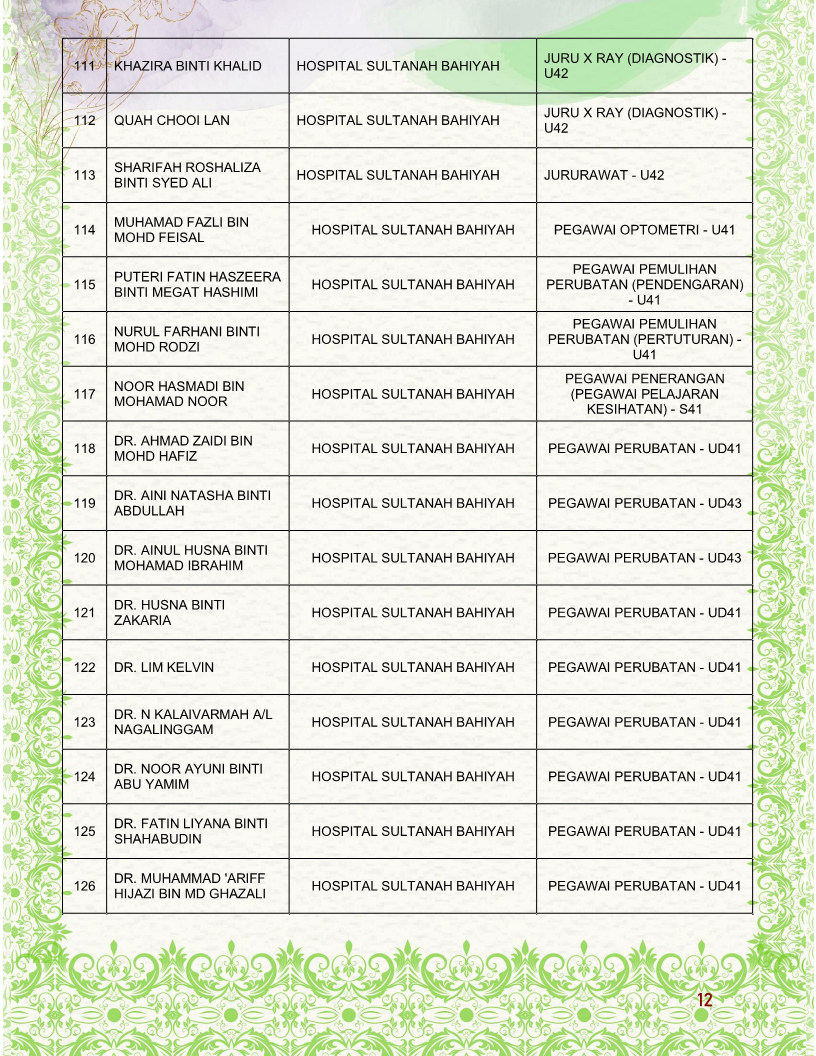 111 KHAZIRA BINTI KHALID HOSPITAL SULTANAH BAHIYAH JURU X RAY (DIAGNOSTIK) -
U42
112 QUAH CHOOI LAN HOSPITAL SULTANAH BAHIYAH JURU X RAY (DIAGNOSTIK) -
U42
113 SHARIFAH ROSHALIZA
BINTI SYED ALI HOSPITAL SULTANAH BAHIYAH JURURAWAT - U42
114 MUHAMAD FAZLI BIN
MOHD FEISAL HOSPITAL SULTANAH BAHIYAH PEGAWAI OPTOMETRI - U41
115 PUTERI FATIN HASZEERA
BINTI MEGAT HASHIMI HOSPITAL SULTANAH BAHIYAH PEGAWAI PEMULIHAN
PERUBATAN (PENDENGARAN)
- U41
116 NURUL FARHANI BINTI
MOHD RODZI HOSPITAL SULTANAH BAHIYAH PEGAWAI PEMULIHAN
PERUBATAN (PERTUTURAN) -
U41
117 NOOR HASMADI BIN
MOHAMAD NOOR HOSPITAL SULTANAH BAHIYAH PEGAWAI PENERANGAN
(PEGAWAI PELAJARAN
KESIHATAN) - S41
118 DR. AHMAD ZAIDI BIN
MOHD HAFIZ HOSPITAL SULTANAH BAHIYAH PEGAWAI PERUBATAN - UD41
119 DR. AINI NATASHA BINTI
ABDULLAH HOSPITAL SULTANAH BAHIYAH PEGAWAI PERUBATAN - UD43
120 DR. AINUL HUSNA BINTI
MOHAMAD IBRAHIM HOSPITAL SULTANAH BAHIYAH PEGAWAI PERUBATAN - UD43
121 DR. HUSNA BINTI
ZAKARIA HOSPITAL SULTANAH BAHIYAH PEGAWAI PERUBATAN - UD41
122 DR. LIM KELVIN HOSPITAL SULTANAH BAHIYAH PEGAWAI PERUBATAN - UD41
123 DR. N KALAIVARMAH A/L
NAGALINGGAM HOSPITAL SULTANAH BAHIYAH PEGAWAI PERUBATAN - UD41
124 DR. NOOR AYUNI BINTI
ABU YAMIM HOSPITAL SULTANAH BAHIYAH PEGAWAI PERUBATAN - UD41
125 DR. FATIN LIYANA BINTI
SHAHABUDIN HOSPITAL SULTANAH BAHIYAH PEGAWAI PERUBATAN - UD41
126 DR. MUHAMMAD 'ARIFF
HIJAZI BIN MD GHAZALI HOSPITAL SULTANAH BAHIYAH PEGAWAI PERUBATAN - UD41
12